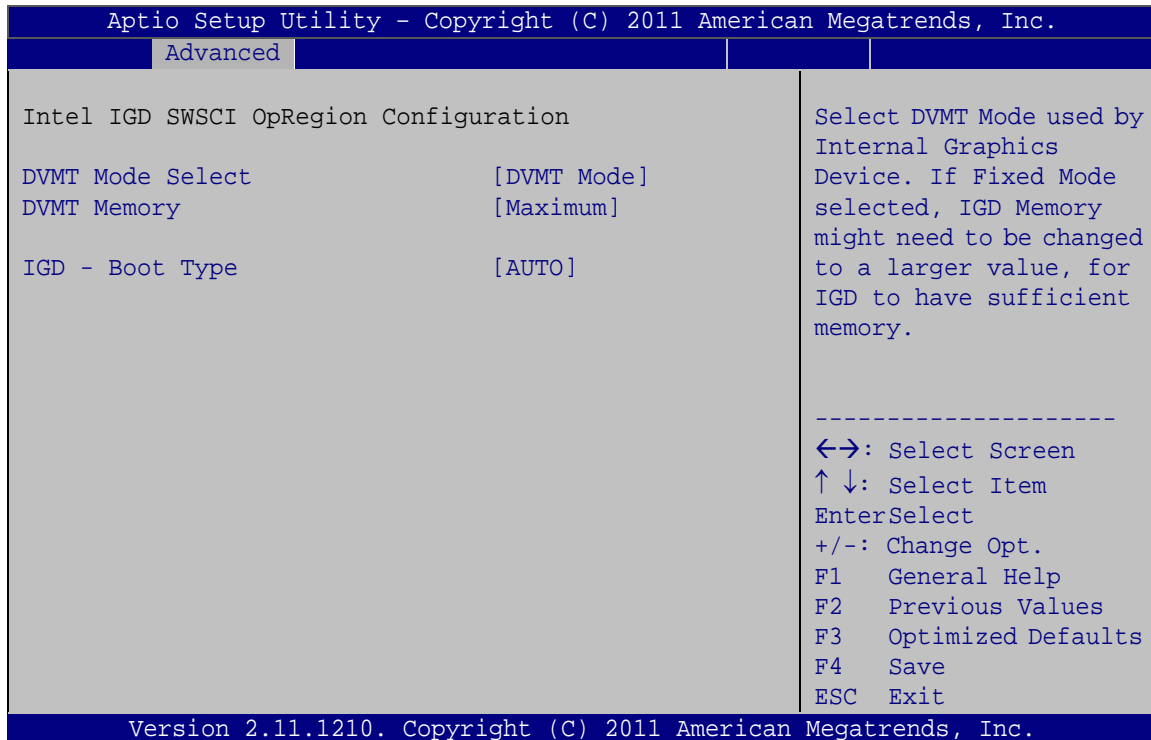 Aptio Setup Utility – Copyright (C) 2011 American Megatrends, Inc.
Advanced
Intel IGD SWSCI OpRegion Configuration
DVMT Mode Select [DVMT Mode]
DVMT Memory [Maximum]
IGD - Boot Type [AUTO]
Select DVMT Mode used by
Internal Graphics
Device. If Fixed Mode
selected, IGD Memory
might need to be changed
to a larger value, for
IGD to have sufficient
memory.
---------------------
←→: Select Screen
↑ ↓: Select Item
EnterSelect
+/-: Change Opt.
F1 General Help
F2 Previous Values
F3 Optimized Defaults
F4 Save
ESC Exit
Version 2.11.1210. Copyright (C) 2011 American Megatrends, Inc.